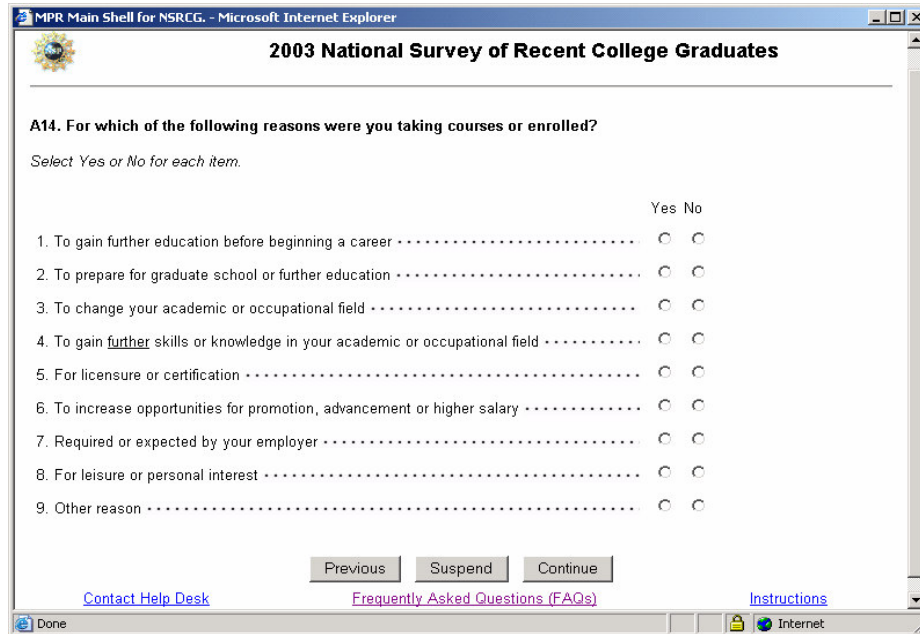 MPR Main Shell for NSRCG. - Microsoft Internet Explorer
2003 National Survey of Recent College Graduates
A14. For which of the following reasons were you taking courses or enrolled?
Select Yes or No for each item.
Yes No
1. To gain further education before beginning a career
2. To prepare for graduate school or further education
3. To change your academic or occupational field
4. To gain further skills or knowledge in your academic or occupational field
5. For licensure or certification
6. To increase opportunities for promotion, advancement or higher salary
7. Required or expected by your employer
8. For leisure or personal interest
9. Other reason
Previous Suspend Continue
Contact Help Desk Frequently Asked Questions (FAQs) Instructions
Done Internet